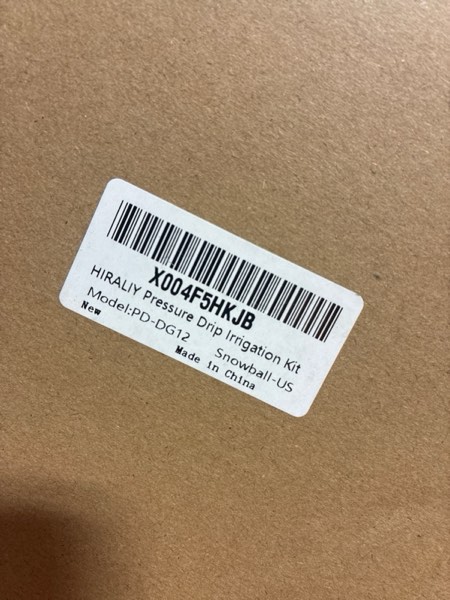 X004F5HKJB
HIRALIY Pressure Drip Irrigation Kit
Model:PD-DG12 Snowball-US
New
Made in China